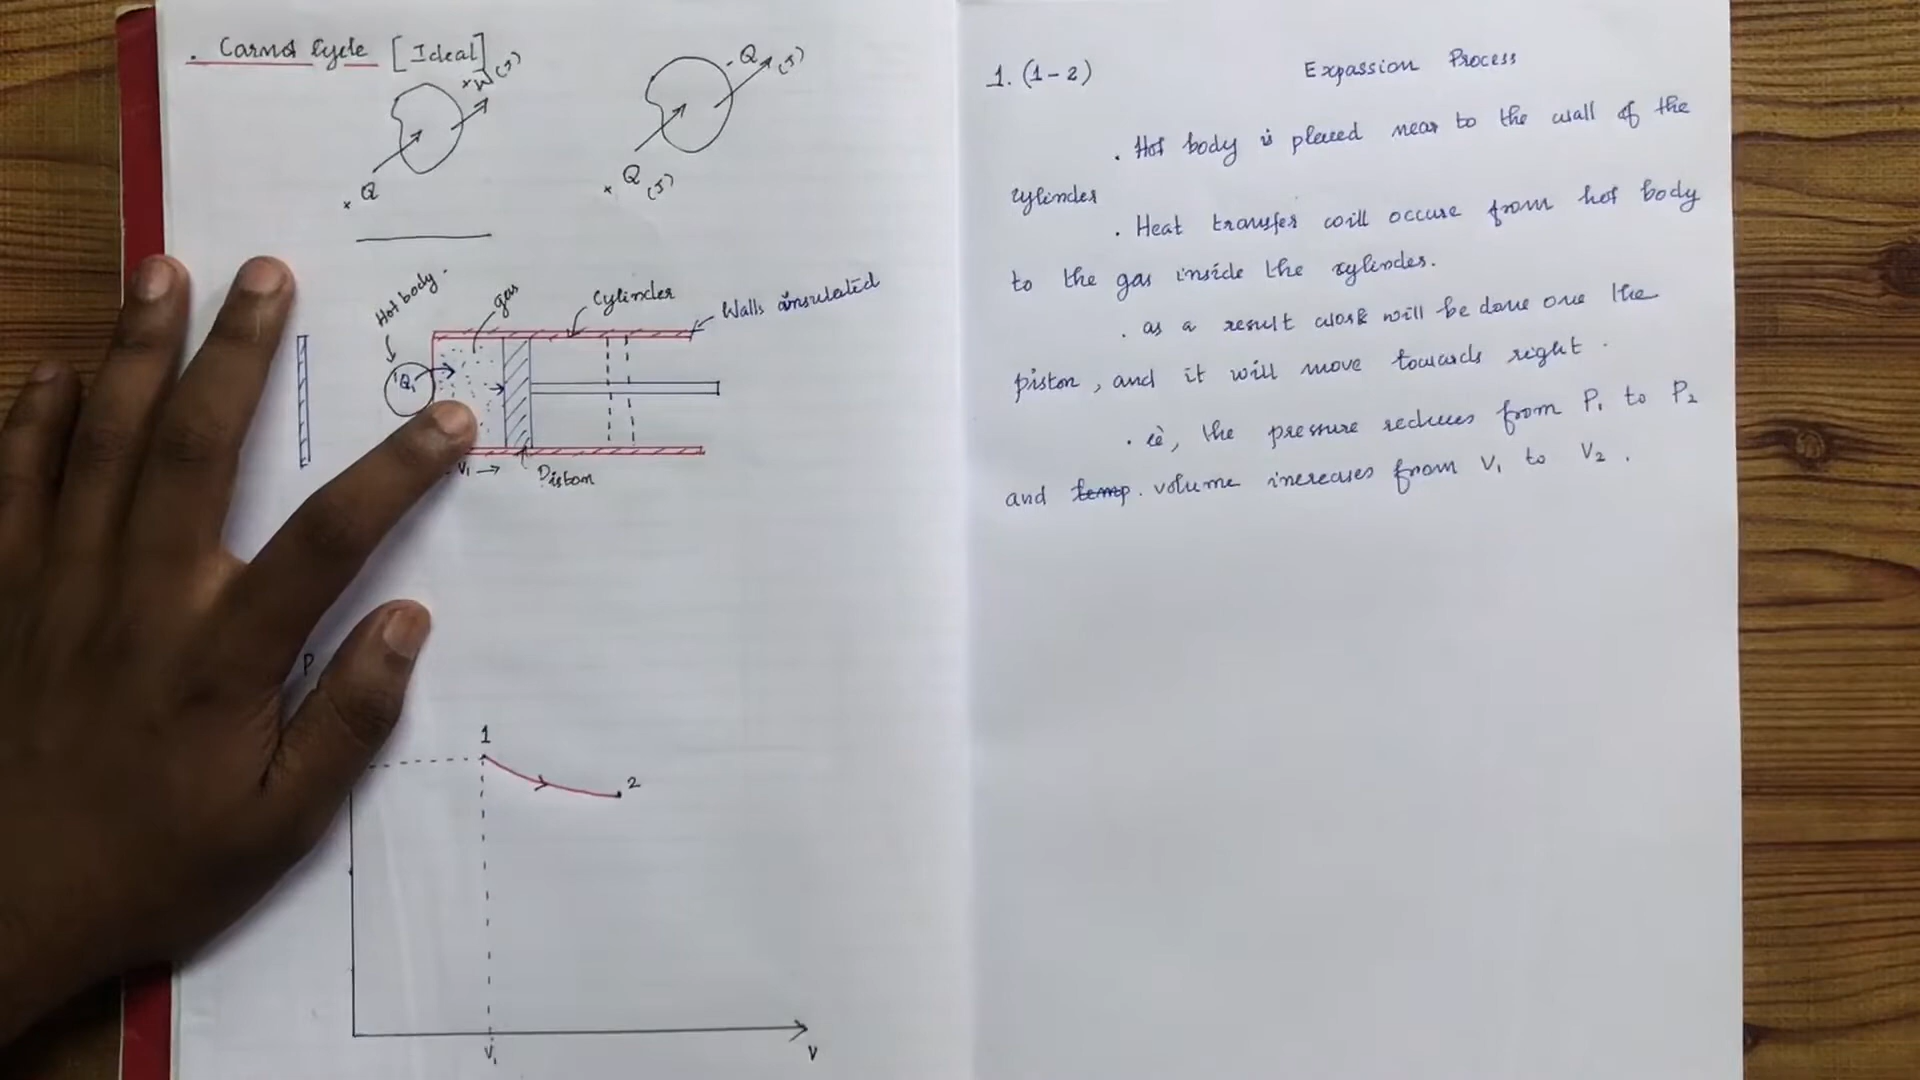 . Carnot Cycle [Ideal]
+W (J)
+ Q
- Q (J)
+ Q (J)
Hot body.
gas
Cylinder
Walls insulated
Q₁
V₁ →
Piston
P
1
2
V₁
V
1. (1-2) Expassion Process
. Hot body is placed near to the wall of the
cylinder
. Heat transfer will occure from hot body
to the gas inside the cylinder.
. as a result work will be done one the
piston, and it will move towards right.
. ie, the pressure reduces from P₁ to P₂
and temp. volume increases from V₁ to V₂.